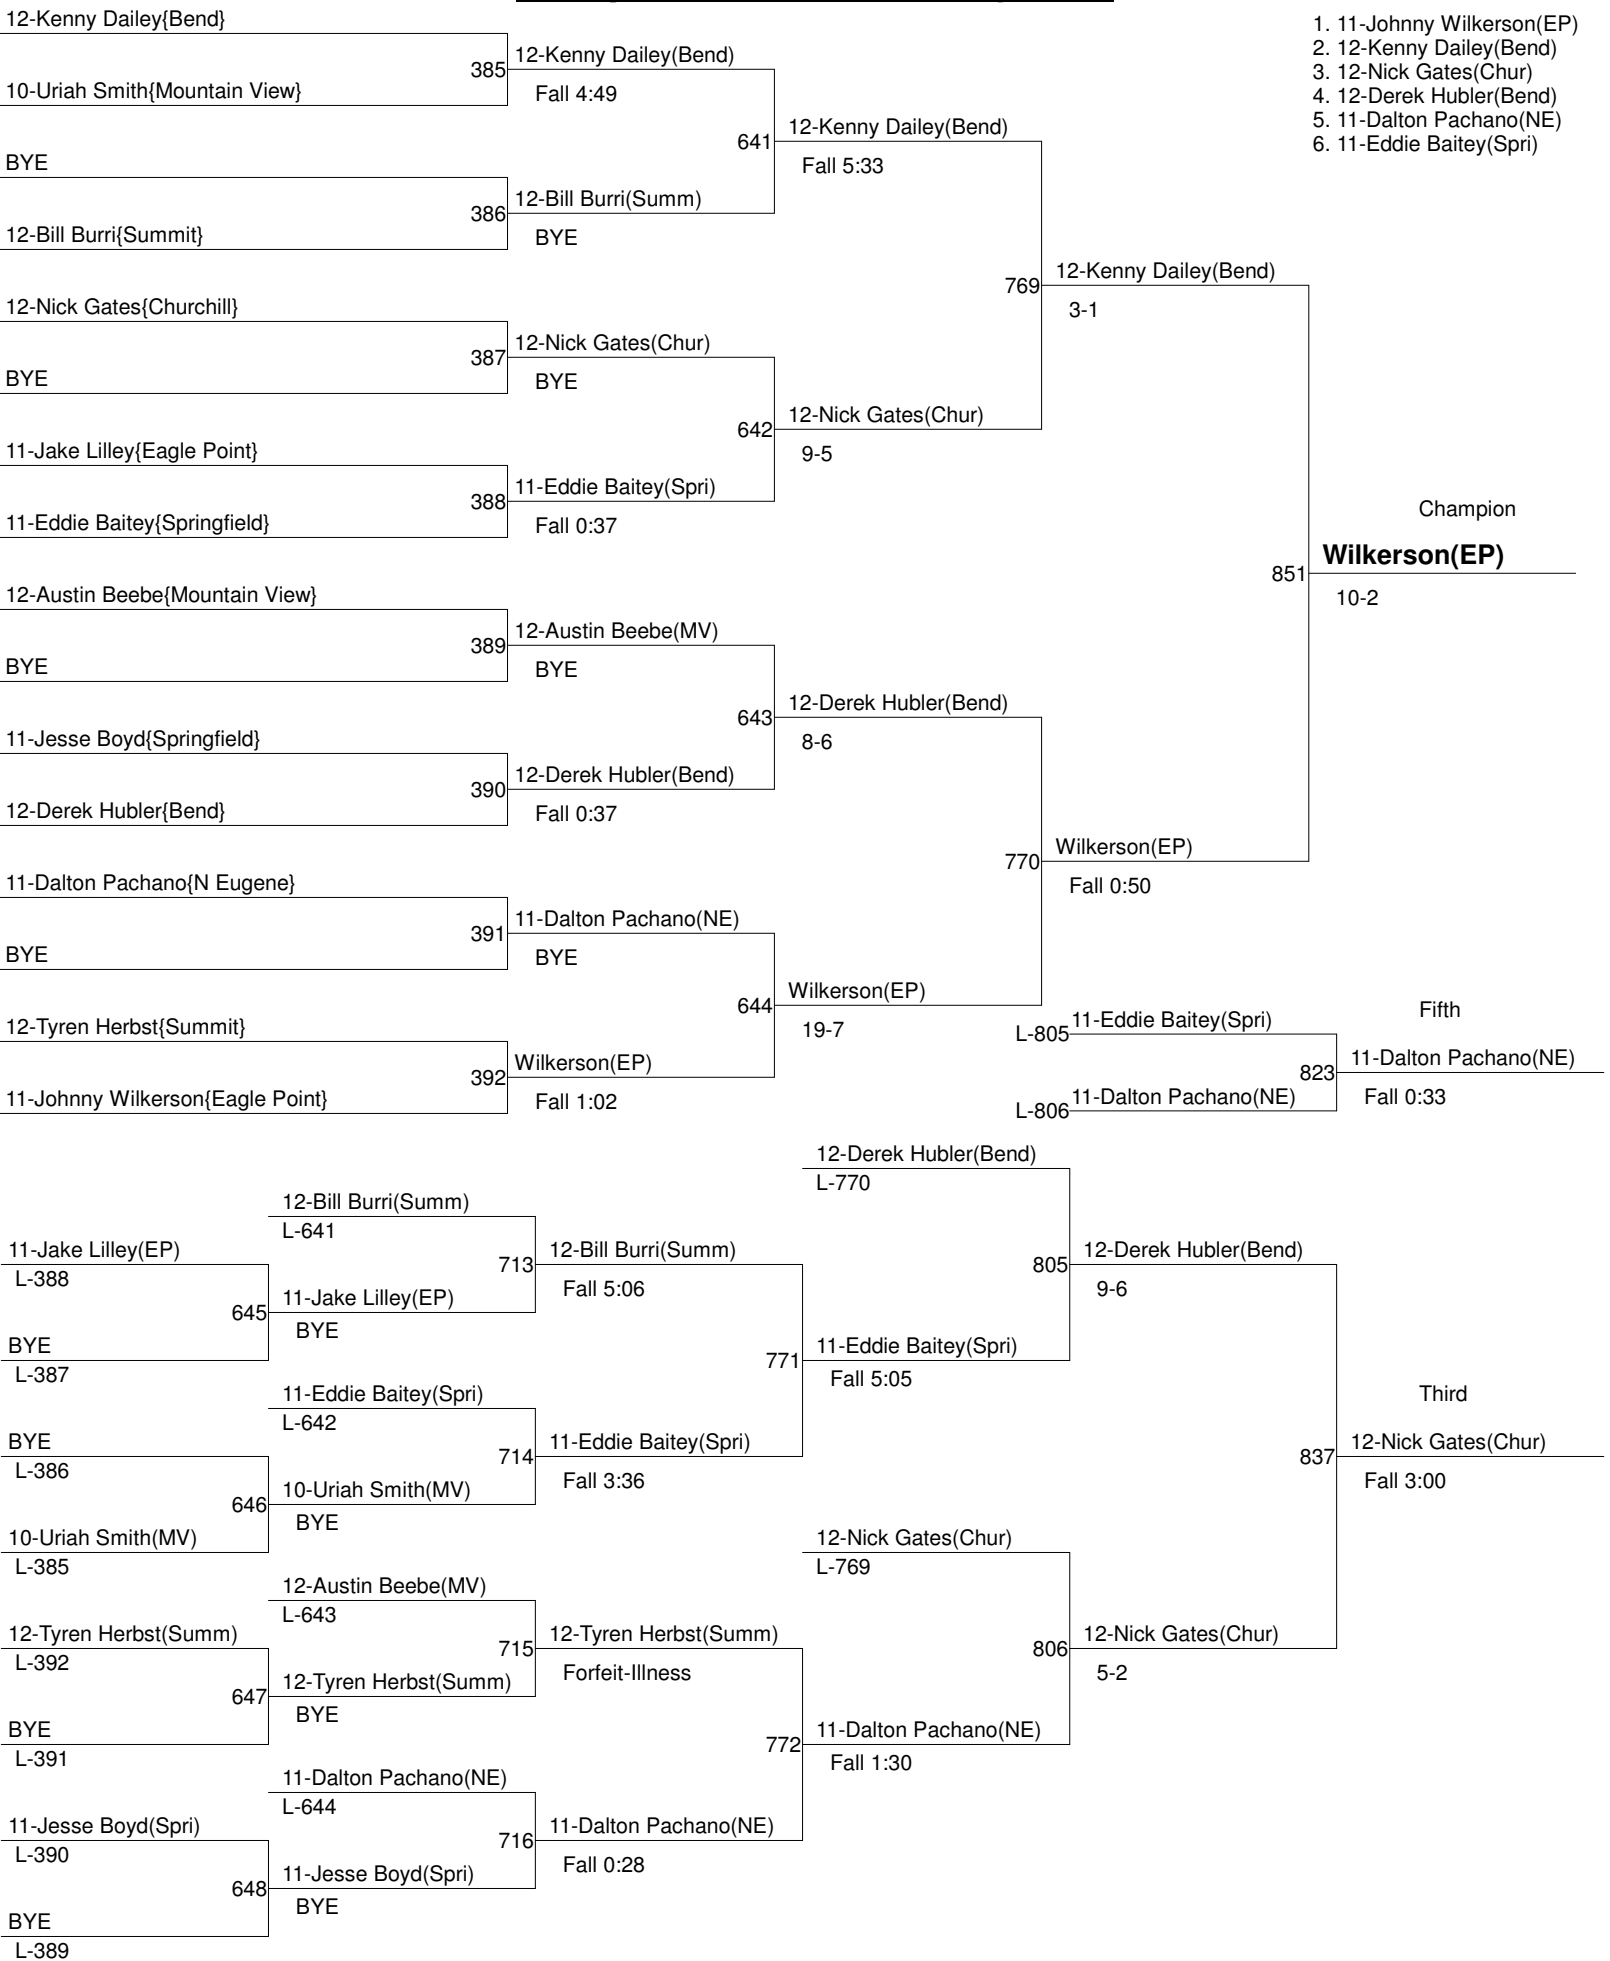 12-Kenny Dailey{Bend}
385
10-Uriah Smith{Mountain View}
12-Kenny Dailey(Bend)
Fall 4:49
BYE
386
12-Bill Burri{Summit}
12-Bill Burri(Summ)
BYE
641
12-Kenny Dailey(Bend)
Fall 5:33
12-Nick Gates{Churchill}
387
BYE
12-Nick Gates(Chur)
BYE
11-Jake Lilley{Eagle Point}
388
11-Eddie Baitey{Springfield}
11-Eddie Baitey(Spri)
Fall 0:37
642
12-Nick Gates(Chur)
9-5
769
12-Kenny Dailey(Bend)
3-1
12-Austin Beebe{Mountain View}
389
BYE
12-Austin Beebe(MV)
BYE
11-Jesse Boyd{Springfield}
390
12-Derek Hubler{Bend}
12-Derek Hubler(Bend)
Fall 0:37
643
12-Derek Hubler(Bend)
8-6
11-Dalton Pachano{N Eugene}
391
BYE
11-Dalton Pachano(NE)
BYE
12-Tyren Herbst{Summit}
392
11-Johnny Wilkerson{Eagle Point}
Wilkerson(EP)
Fall 1:02
644
Wilkerson(EP)
19-7
770
Wilkerson(EP)
Fall 0:50
851
Champion
Wilkerson(EP)
10-2
1. 11-Johnny Wilkerson(EP)
2. 12-Kenny Dailey(Bend)
3. 12-Nick Gates(Chur)
4. 12-Derek Hubler(Bend)
5. 11-Dalton Pachano(NE)
6. 11-Eddie Baitey(Spri)
Fifth
L-805
11-Eddie Baitey(Spri)
823
L-806
11-Dalton Pachano(NE)
11-Dalton Pachano(NE)
Fall 0:33
11-Jake Lilley(EP)
L-388
645
BYE
L-387
12-Bill Burri(Summ)
L-641
713
11-Jake Lilley(EP)
BYE
12-Bill Burri(Summ)
Fall 5:06
BYE
L-386
646
10-Uriah Smith(MV)
L-385
11-Eddie Baitey(Spri)
L-642
714
10-Uriah Smith(MV)
BYE
11-Eddie Baitey(Spri)
Fall 3:36
771
12-Derek Hubler(Bend)
L-770
805
11-Eddie Baitey(Spri)
Fall 5:05
12-Derek Hubler(Bend)
9-6
12-Tyren Herbst(Summ)
L-392
647
BYE
L-391
12-Austin Beebe(MV)
L-643
715
12-Tyren Herbst(Summ)
BYE
12-Tyren Herbst(Summ)
Forfeit-Illness
11-Jesse Boyd(Spri)
L-390
648
BYE
L-389
11-Dalton Pachano(NE)
L-644
716
11-Jesse Boyd(Spri)
BYE
11-Dalton Pachano(NE)
Fall 0:28
772
12-Nick Gates(Chur)
L-769
806
11-Dalton Pachano(NE)
Fall 1:30
12-Nick Gates(Chur)
5-2
837
Third
12-Nick Gates(Chur)
Fall 3:00